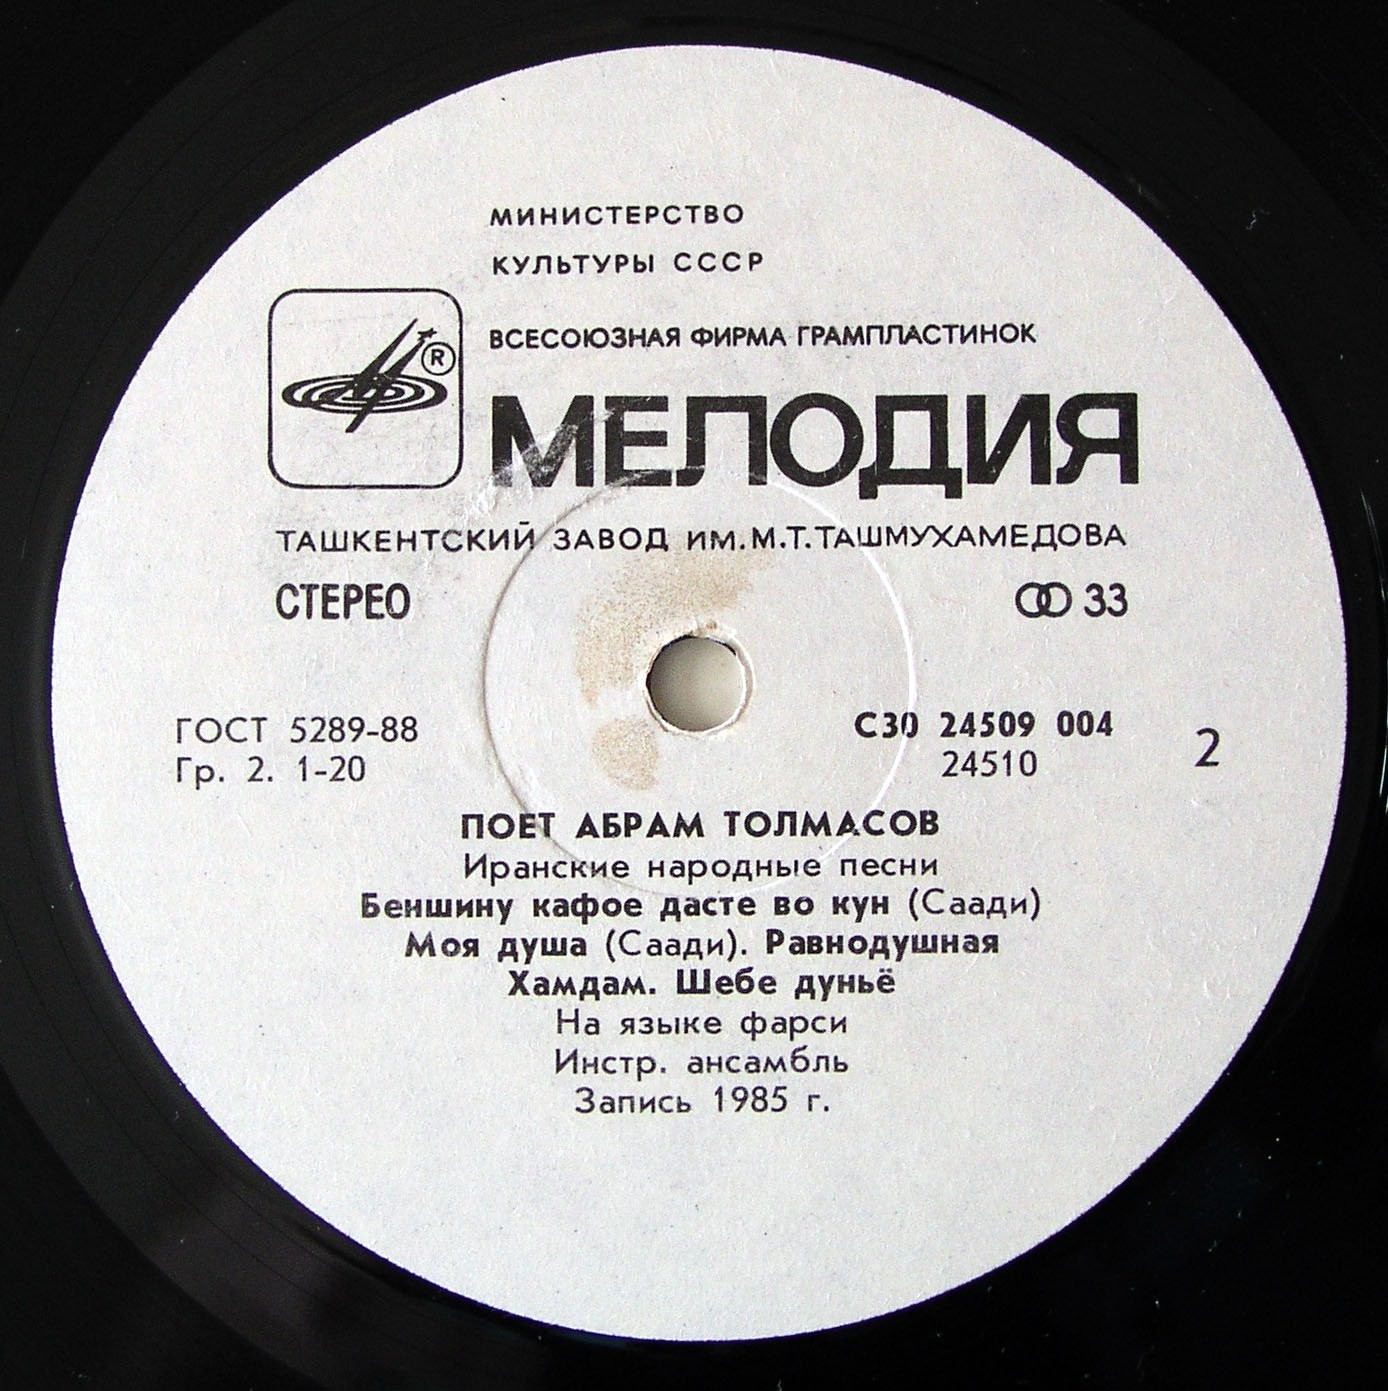 МИНИСТЕРСТВО
КУЛЬТУРЫ СССР
ВСЕСОЮЗНАЯ ФИРМА ГРАМПЛАСТИНОК
®
МЕЛОДИЯ
ТАШКЕНТСКИЙ ЗАВОД ИМ.М.Т.ТАШМУХАМЕДОВА
СТЕРЕО 33
ГОСТ 5289-88 С30 24509 004
Гр. 2. 1-20 24510 2
ПОЕТ АБРАМ ТОЛМАСОВ
Иранские народные песни
Беншину кафое дасте во кун (Саади)
Моя душа (Саади). Равнодушная
Хамдам. Шебе дуньё
На языке фарси
Инстр. ансамбль
Запись 1985 г.